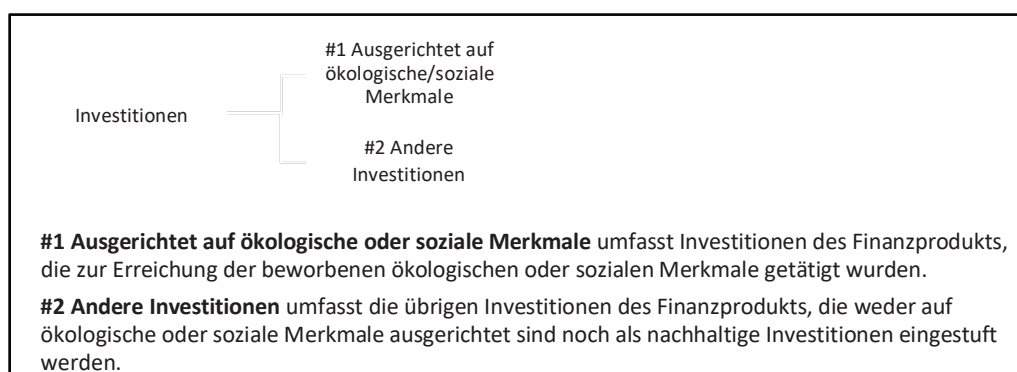 #1 Ausgerichtet auf
ökologische/soziale
Merkmale
Investitionen
#2 Andere
Investitionen
#1 Ausgerichtet auf ökologische oder soziale Merkmale umfasst Investitionen des Finanzprodukts,
die zur Erreichung der beworbenen ökologischen oder sozialen Merkmale getätigt wurden.
#2 Andere Investitionen umfasst die übrigen Investitionen des Finanzprodukts, die weder auf
ökologische oder soziale Merkmale ausgerichtet sind noch als nachhaltige Investitionen eingestuft
werden.